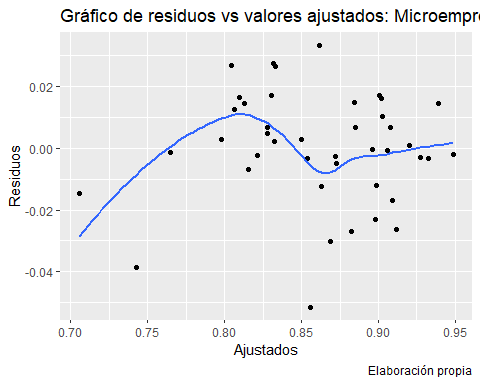 Gráfico de residuos vs valores ajustados: Microempre
0.02
0.00
-0.02
-0.04
Residuos
0.70
0.75
0.80
0.85
0.90
0.95
Ajustados
Elaboración propia